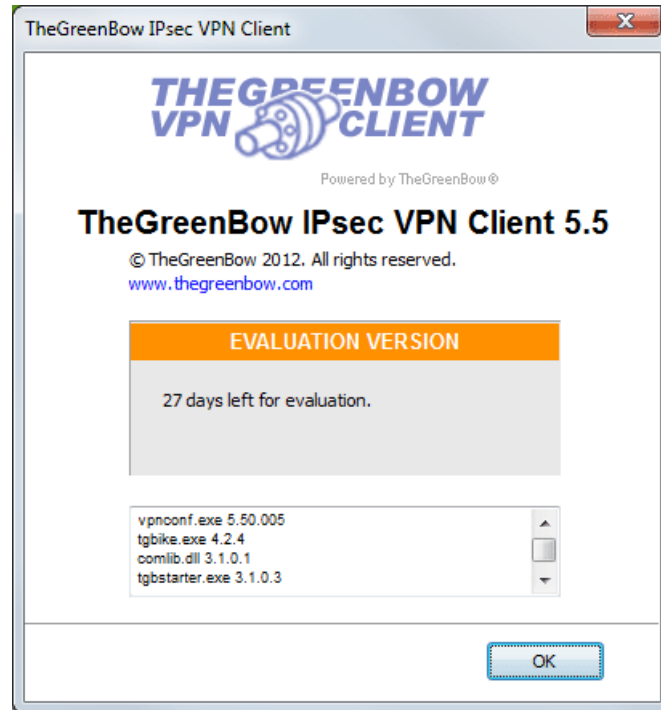 TheGreenBow IPsec VPN Client
THEGREENBOW
VPN CLIENT
Powered by TheGreenBow®
TheGreenBow IPsec VPN Client 5.5
© TheGreenBow 2012. All rights reserved.
www.thegreenbow.com
EVALUATION VERSION
27 days left for evaluation.
vpnconf.exe 5.50.005
tgbike.exe 4.2.4
comlib.dll 3.1.0.1
tgbstarter.exe 3.1.0.3
OK